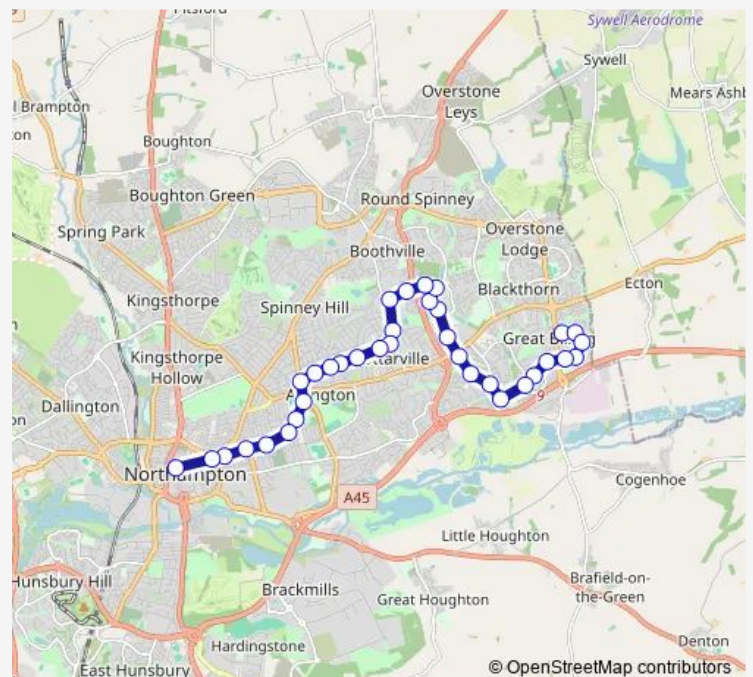 Sywell Aerodrome
Sywell
Overstone
Leys
Mears Ashb
Brampton
Boughton
Boughton Green
Round Spinney
Spring Park
Overstone
Lodge
Boothville
Ecton
Blackthorn
Kingsthorpe
Spinney Hill
Great Billing
Kingsthorpe
Hollow
Dallington
9
Northampton
A45
Cogenhoe
Little Houghton
Hunsbury Hill
Brackmills
Great Houghton
Brafield-on-
the-Green
Hardingstone
Denton
East Hunsbury
© OpenStreetMap contributors